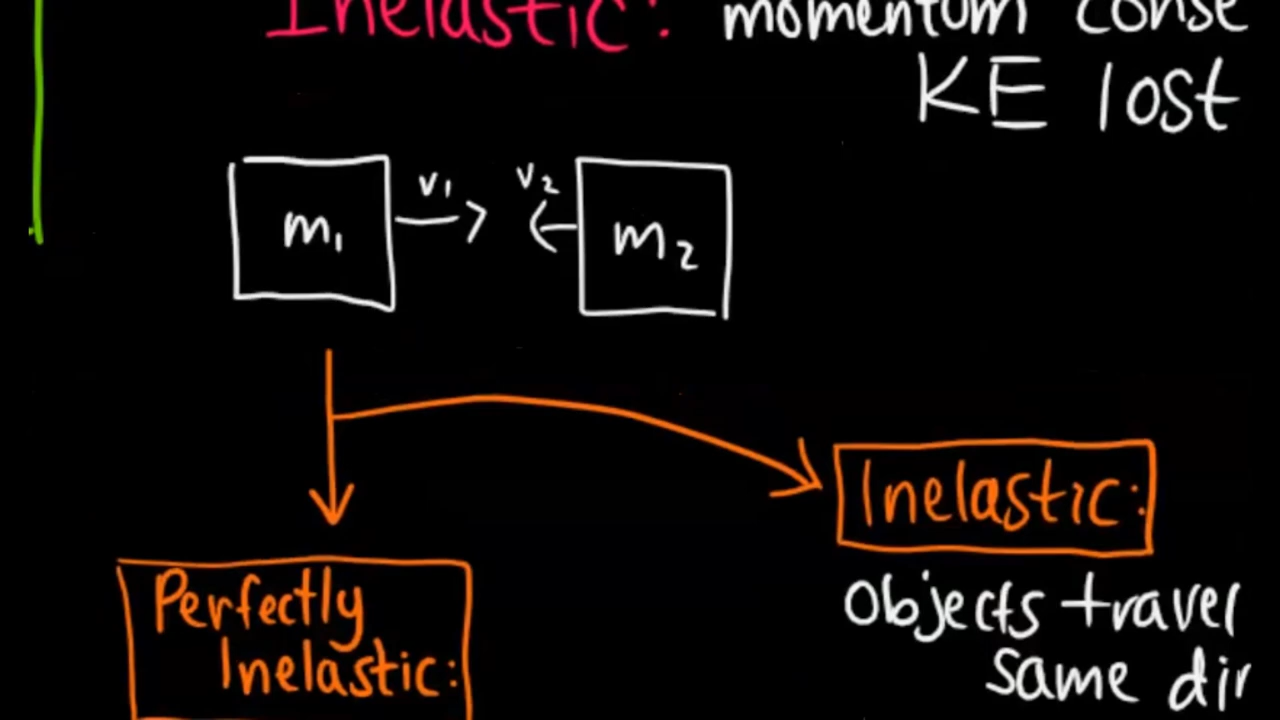 Inelastic: momentum conse
KE lost
v₁ v₂
m₁ m₂
Inelastic:
Perfectly
Inelastic:
Objects travel
same dir